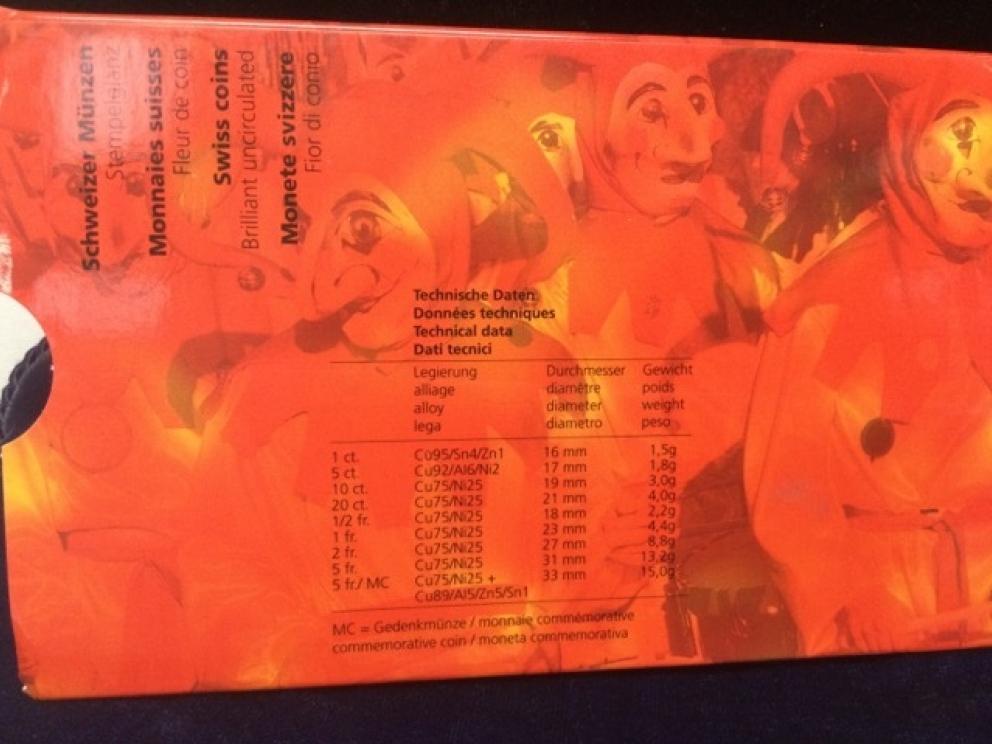 Schweizer Münzen
Stempelglanz
Monnaies suisses
Fleur de coin
Swiss coins
Brilliant uncirculated
Monete svizzere
Fior di conio
Technische Daten
Données techniques
Technical data
Dati tecnici
Legierung Durchmesser Gewicht
alliage diamètre poids
alloy diameter weight
lega diametro peso
1 ct. Cu95/Sn4/Zn1 16 mm 1,5g
5 ct. Cu92/Al6/Ni2 17 mm 1,8g
10 ct. Cu75/Ni25 19 mm 3,0g
20 ct. Cu75/Ni25 21 mm 4,0g
1/2 fr. Cu75/Ni25 18 mm 2,2g
1 fr. Cu75/Ni25 23 mm 4,4g
2 fr. Cu75/Ni25 27 mm 8,8g
5 fr. Cu75/Ni25 31 mm 13,2g
5 fr./ MC Cu75/Ni25 + 33 mm 15,0g
Cu89/Al5/Zn5/Sn1
MC = Gedenkmünze / monnaie commémorative
commemorative coin / moneta commemorativa